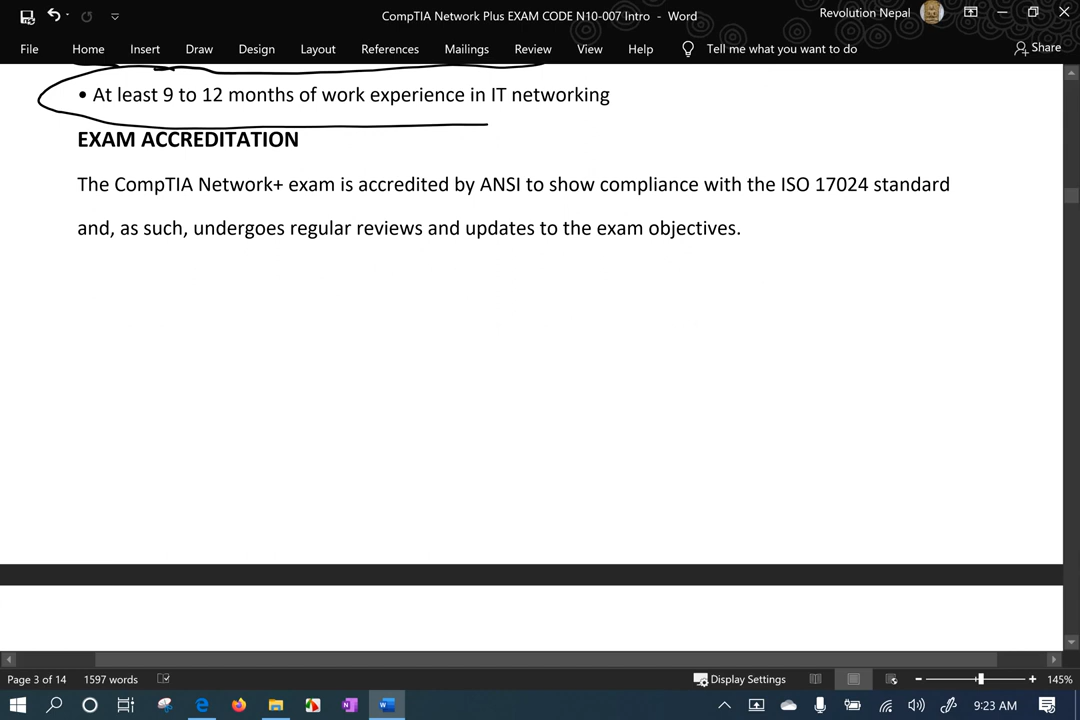 CompTIA Network Plus EXAM CODE N10-007 Intro - Word
Revolution Nepal
File Home Insert Draw Design Layout References Mailings Review View Help Tell me what you want to do Share
• At least 9 to 12 months of work experience in IT networking
EXAM ACCREDITATION
The CompTIA Network+ exam is accredited by ANSI to show compliance with the ISO 17024 standard
and, as such, undergoes regular reviews and updates to the exam objectives.
Page 3 of 14 1597 words Display Settings 145%
9:23 AM